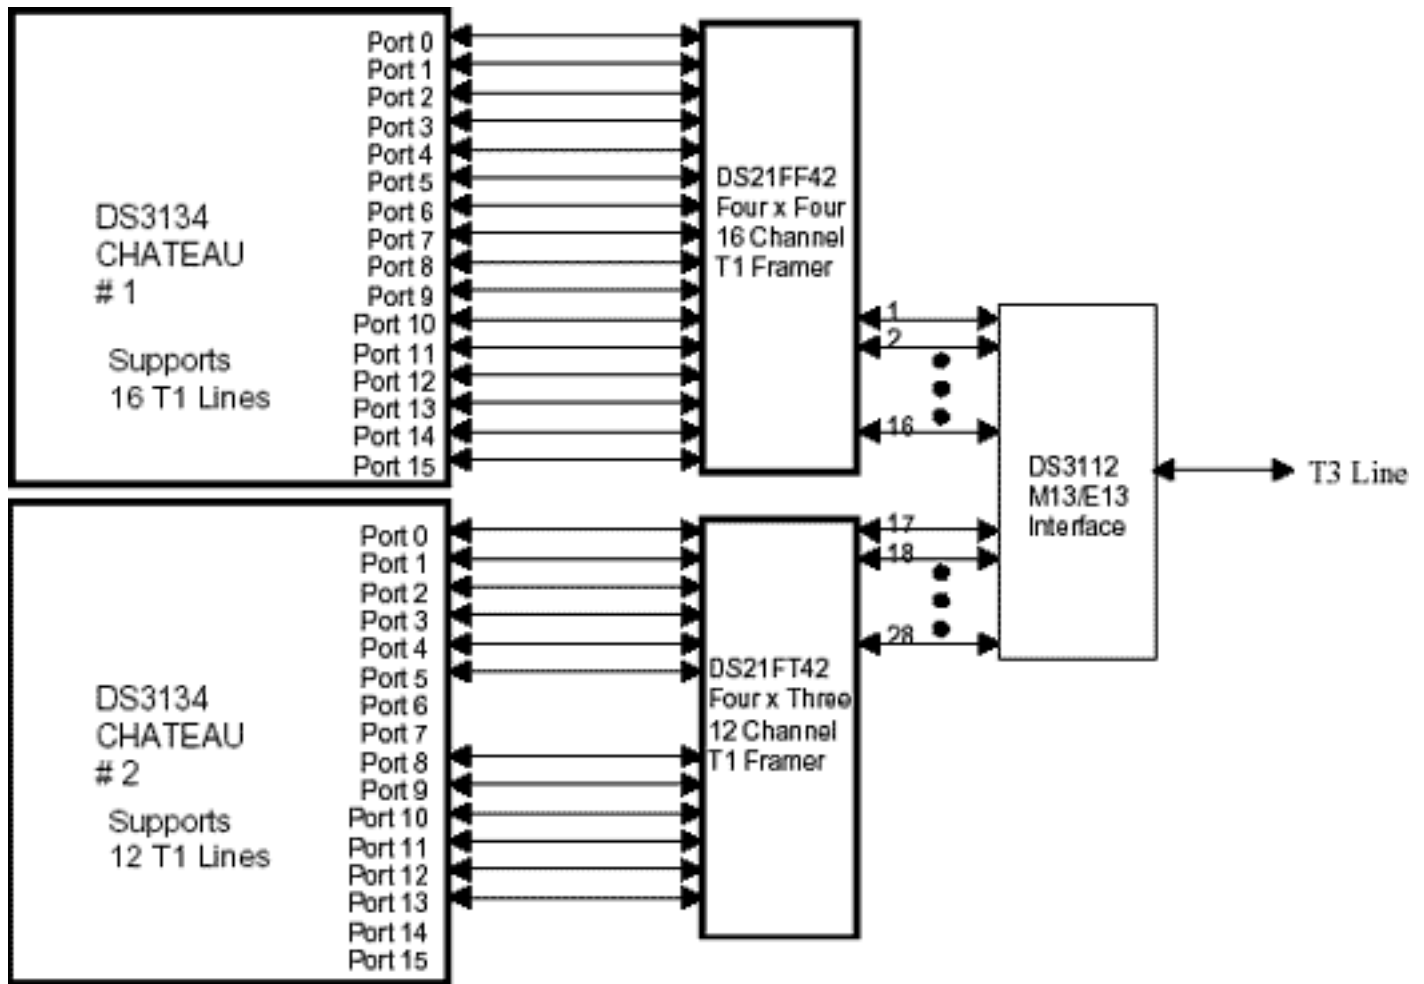 Port 0
Port 1
Port 2
Port 3
Port 4
Port 5
Port 6
Port 7
Port 8
Port 9
Port 10
Port 11
Port 12
Port 13
Port 14
Port 15
DS3134
CHATEAU
# 1
Supports
16 T1 Lines
DS21FF42
Four x Four
16 Channel
T1 Framer
1
2
16
DS3112
M13/E13
Interface
T3 Line
Port 0
Port 1
Port 2
Port 3
Port 4
Port 5
Port 6
Port 7
Port 8
Port 9
Port 10
Port 11
Port 12
Port 13
Port 14
Port 15
DS3134
CHATEAU
# 2
Supports
12 T1 Lines
DS21FT42
Four x Three
12 Channel
T1 Framer
17
18
28